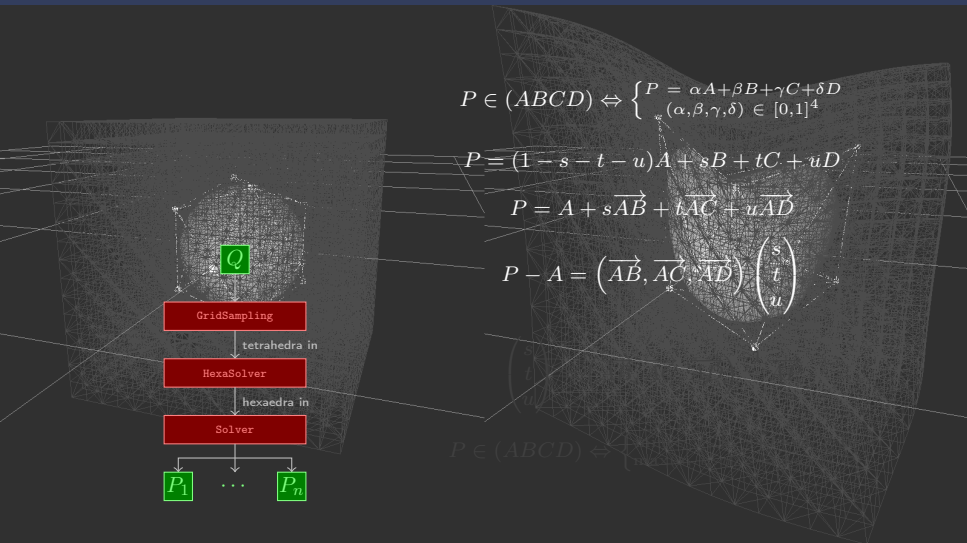 P ∈ (ABCD) ⇔ { P = αA+βB+γC+δD
(α,β,γ,δ) ∈ [0,1]⁴
P = (1 − s − t − u)A + sB + tC + uD
P = A + s\overrightarrow{AB} + t\overrightarrow{AC} + u\overrightarrow{AD}
P − A = (\overrightarrow{AB}, \overrightarrow{AC}, \overrightarrow{AD}) (s
t
u)
Q
GridSampling
tetrahedra in
HexaSolver
hexaedra in
Solver
P₁ ... Pₙ
P ∈ (ABCD) ⇔ {